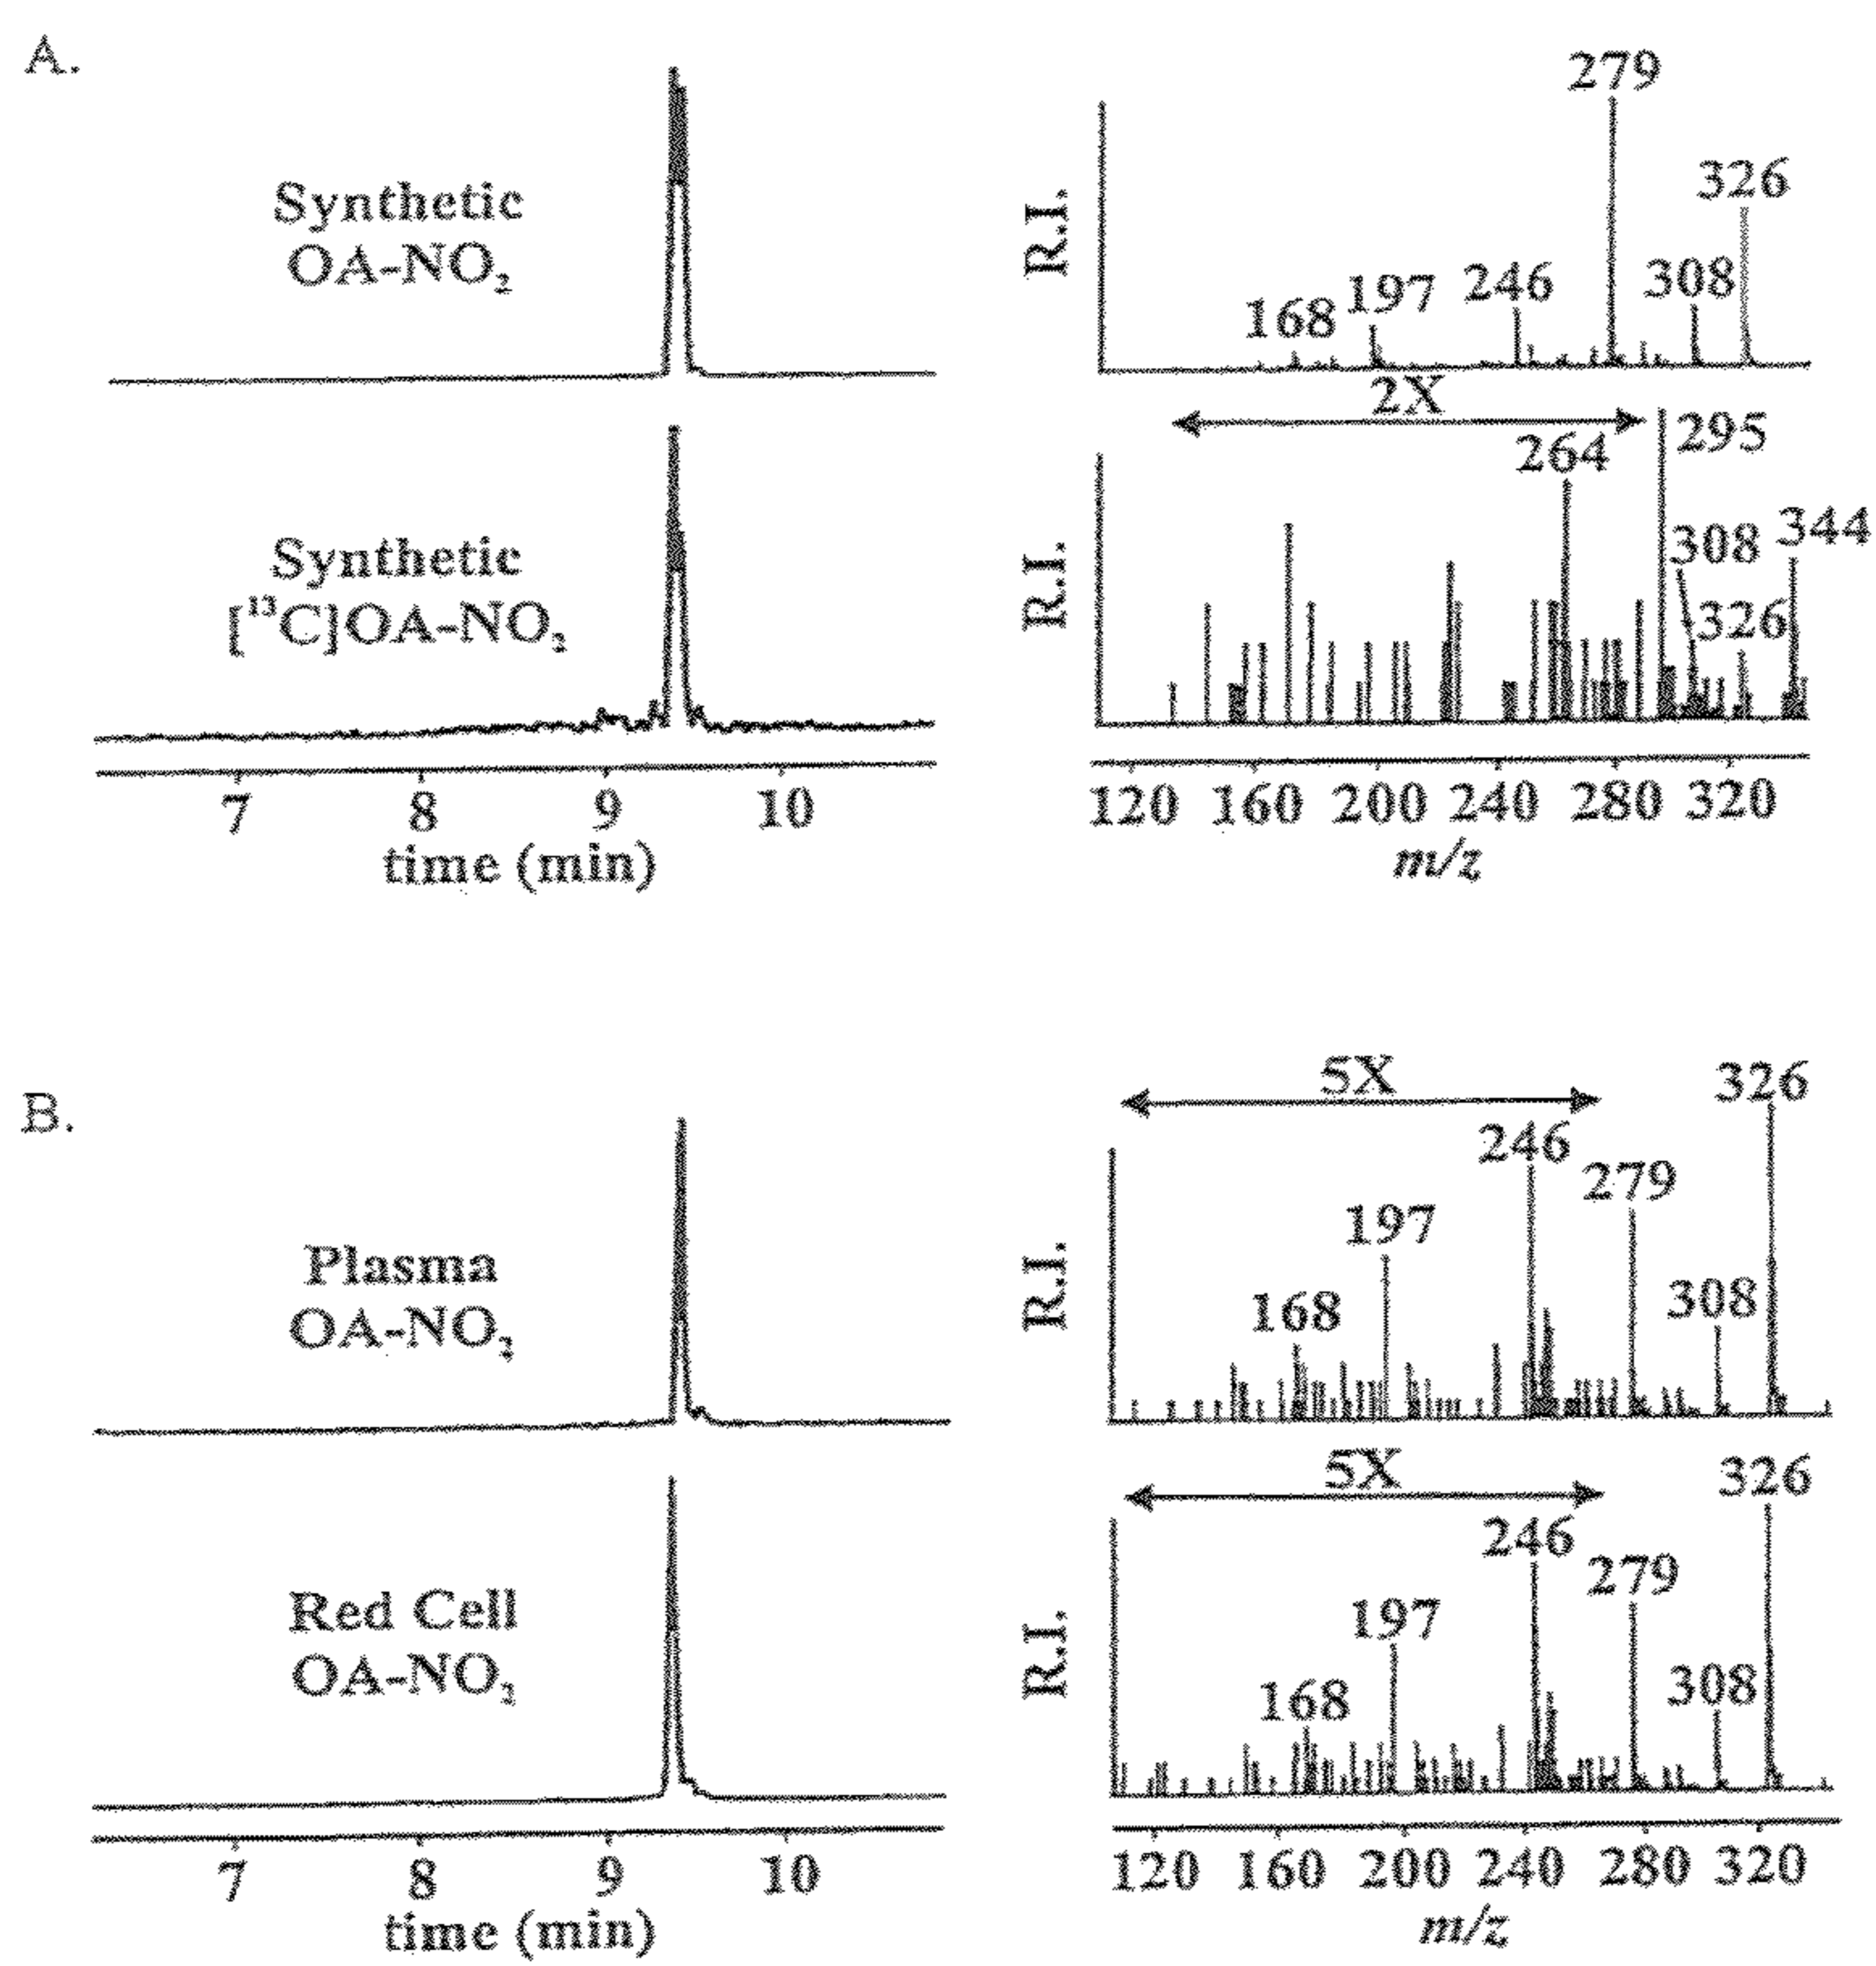 A.
Synthetic
OA-NO₂
R.I.
279
326
308
246
197
168
2X
Synthetic
[¹³C]OA-NO₂
R.I.
264
295
308
344
326
7 8 9 10
time (min)
120 160 200 240 280 320
m/z
B.
Plasma
OA-NO₂
R.I.
5X
326
246
279
197
168
308
Red Cell
OA-NO₂
R.I.
5X
326
246
279
197
168
308
7 8 9 10
time (min)
120 160 200 240 280 320
m/z